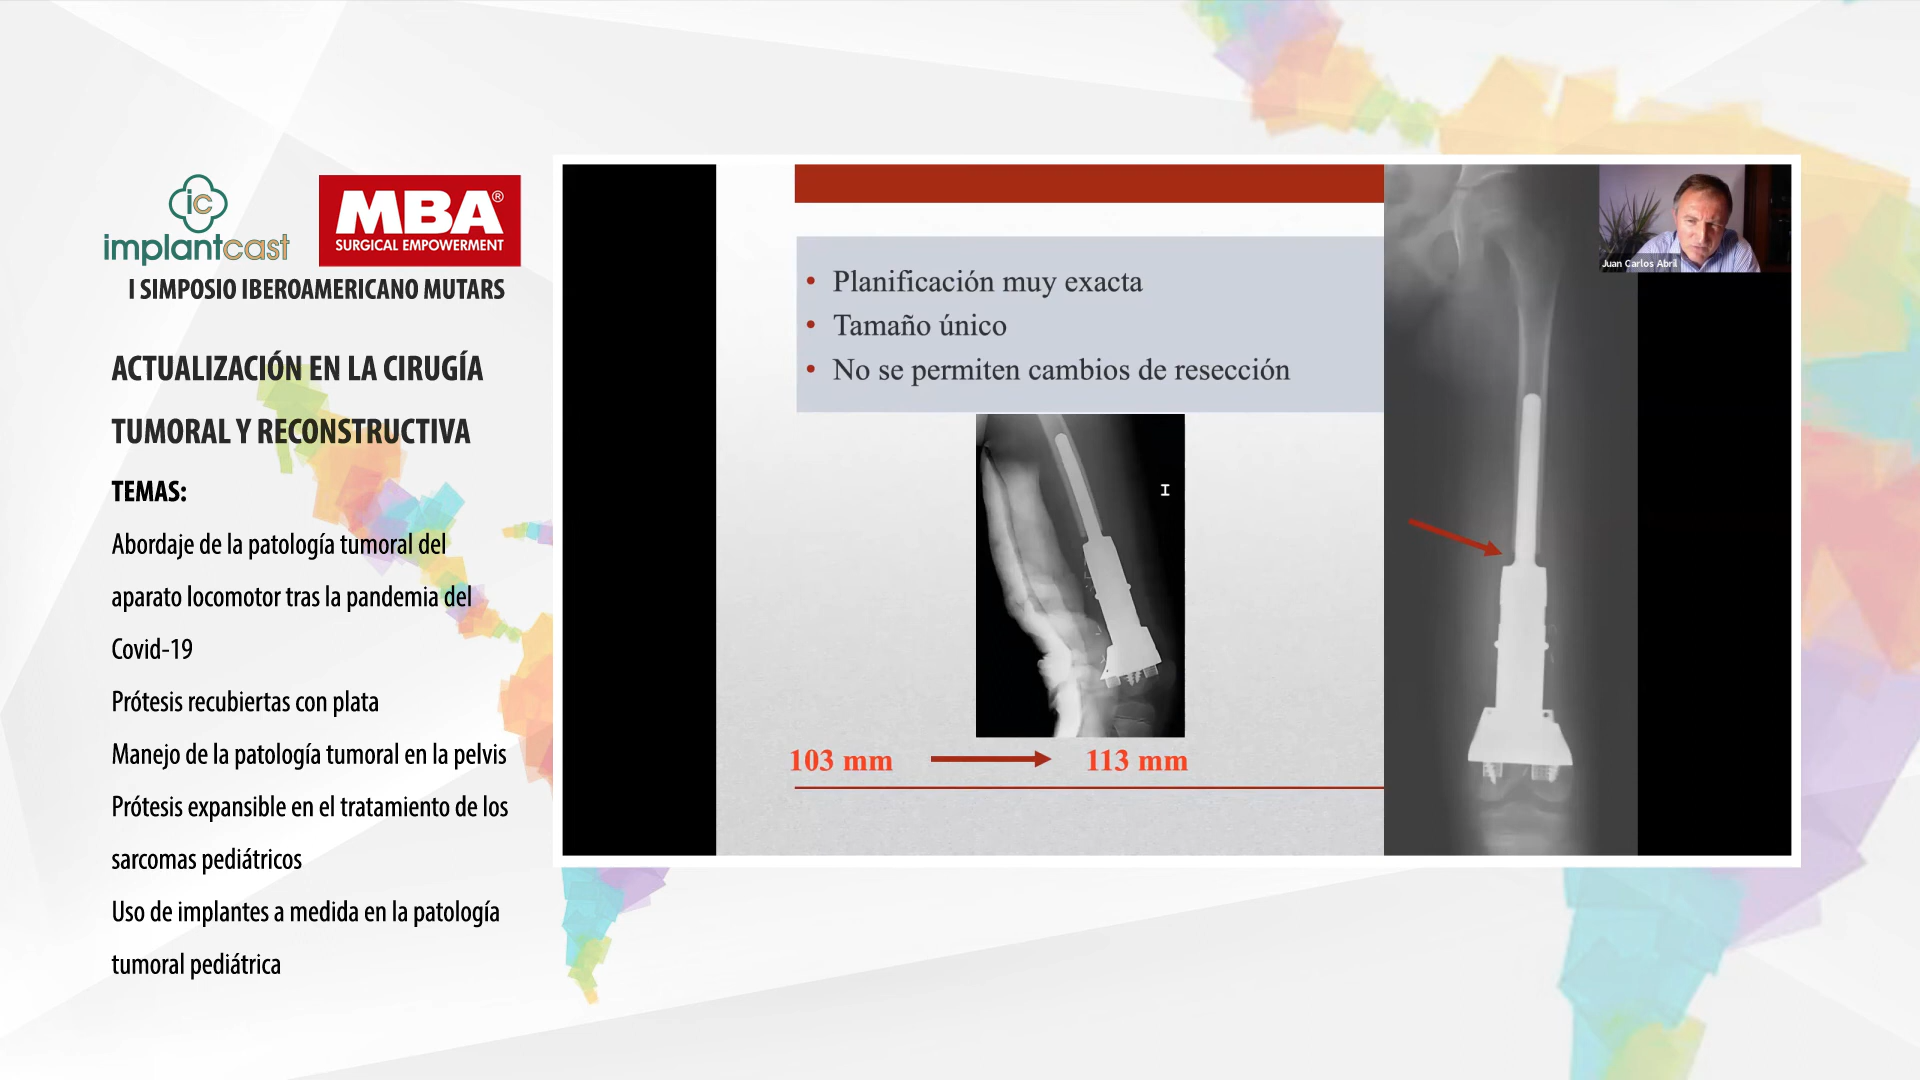 ic
implantcast
MBA®
SURGICAL EMPOWERMENT
I SIMPOSIO IBEROAMERICANO MUTARS
ACTUALIZACIÓN EN LA CIRUGÍA
TUMORAL Y RECONSTRUCTIVA
TEMAS:
Abordaje de la patología tumoral del
aparato locomotor tras la pandemia del
Covid-19
Prótesis recubiertas con plata
Manejo de la patología tumoral en la pelvis
Prótesis expansible en el tratamiento de los
sarcomas pediátricos
Uso de implantes a medida en la patología
tumoral pediátrica
• Planificación muy exacta
• Tamaño único
• No se permiten cambios de resección
103 mm
113 mm
Juan Carlos Abril